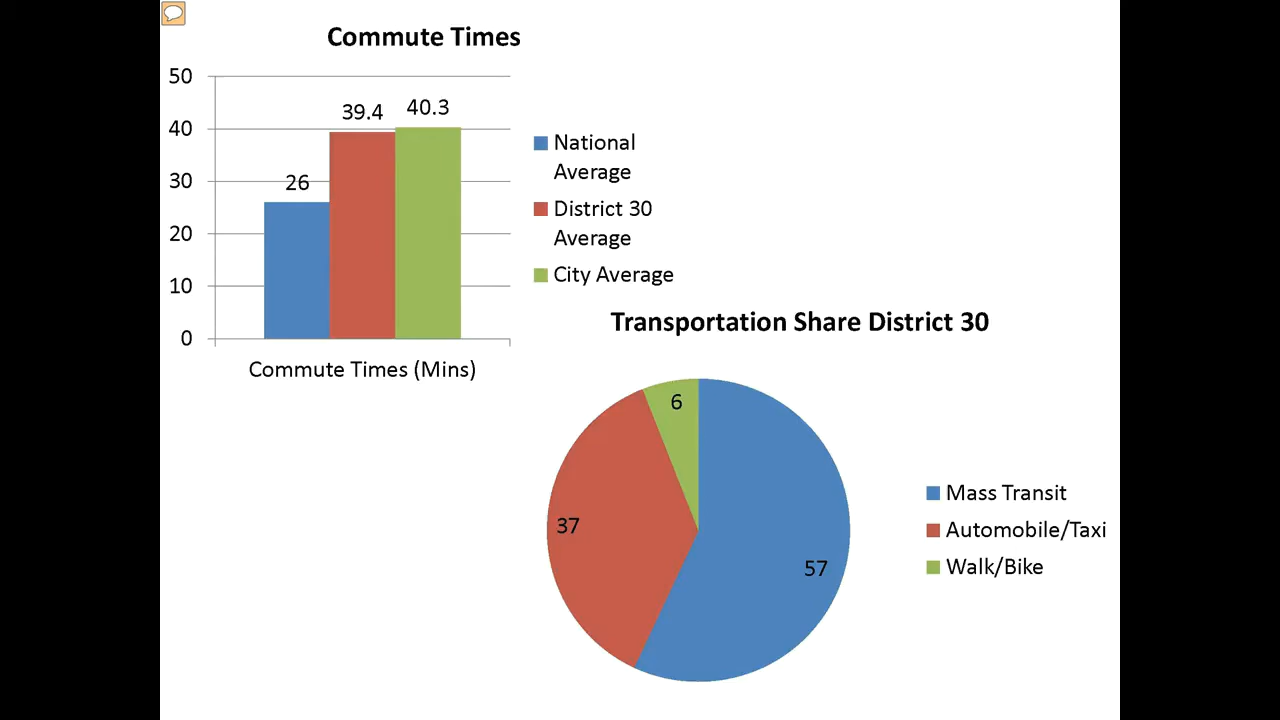 Commute Times
50
40
30
20
10
0
26
39.4
40.3
Commute Times (Mins)
National
Average
District 30
Average
City Average
Transportation Share District 30
6
37
57
Mass Transit
Automobile/Taxi
Walk/Bike